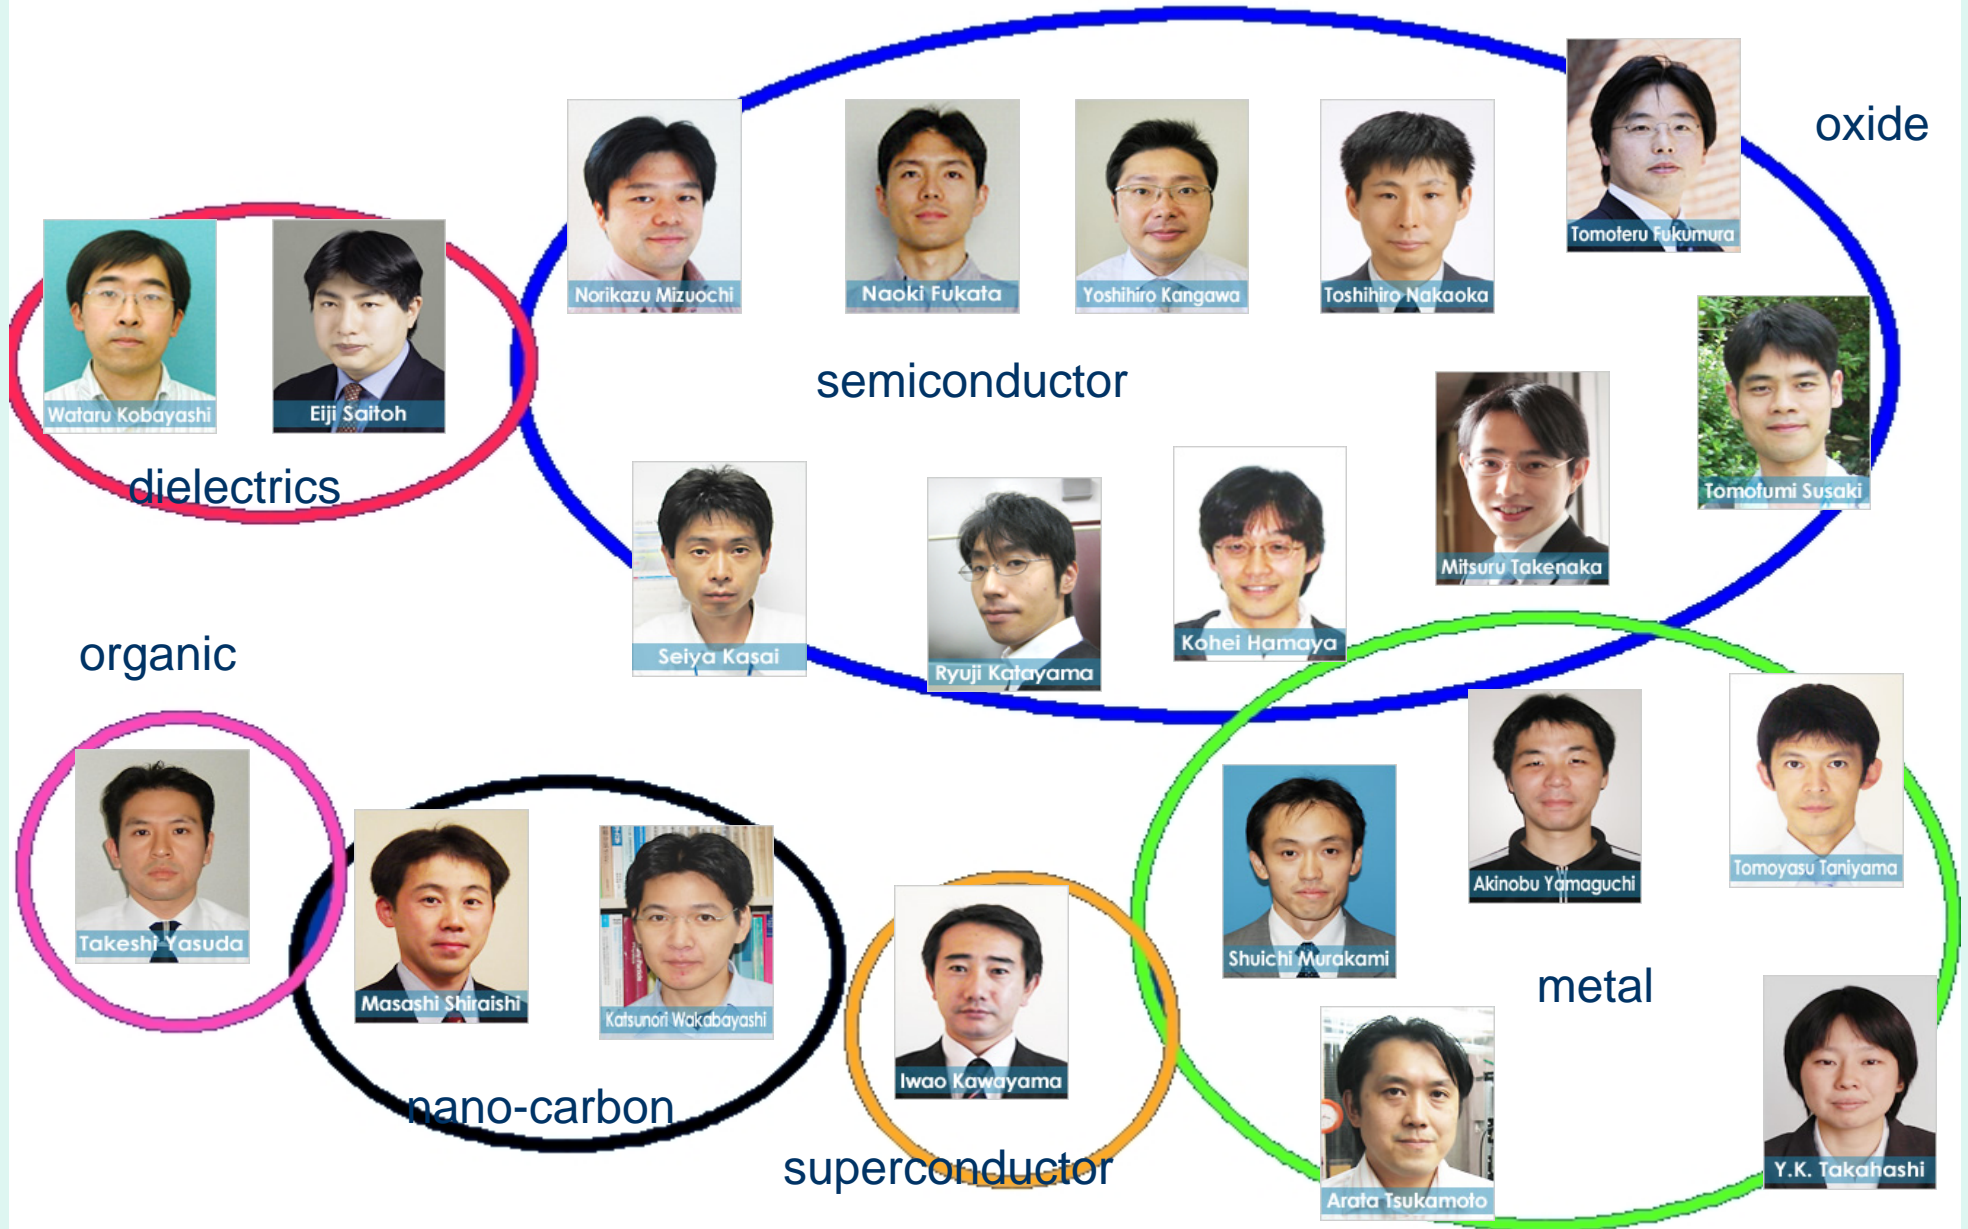 oxide
Tomoteru Fukumura
Norikazu Mizuochi
Naoki Fukata
Yoshihiro Kangawa
Toshihiro Nakaoka
Wataru Kobayashi
Eiji Saitoh
semiconductor
dielectrics
Tomofumi Susaki
Mitsuru Takenaka
Seiya Kasai
Ryuji Katayama
Kohei Hamaya
organic
Takeshi Yasuda
Masashi Shiraishi
Katsunori Wakabayashi
nano-carbon
Iwao Kawayama
superconductor
Shuichi Murakami
Akinobu Yamaguchi
Tomoyasu Taniyama
metal
Arata Tsukamoto
Y.K. Takahashi